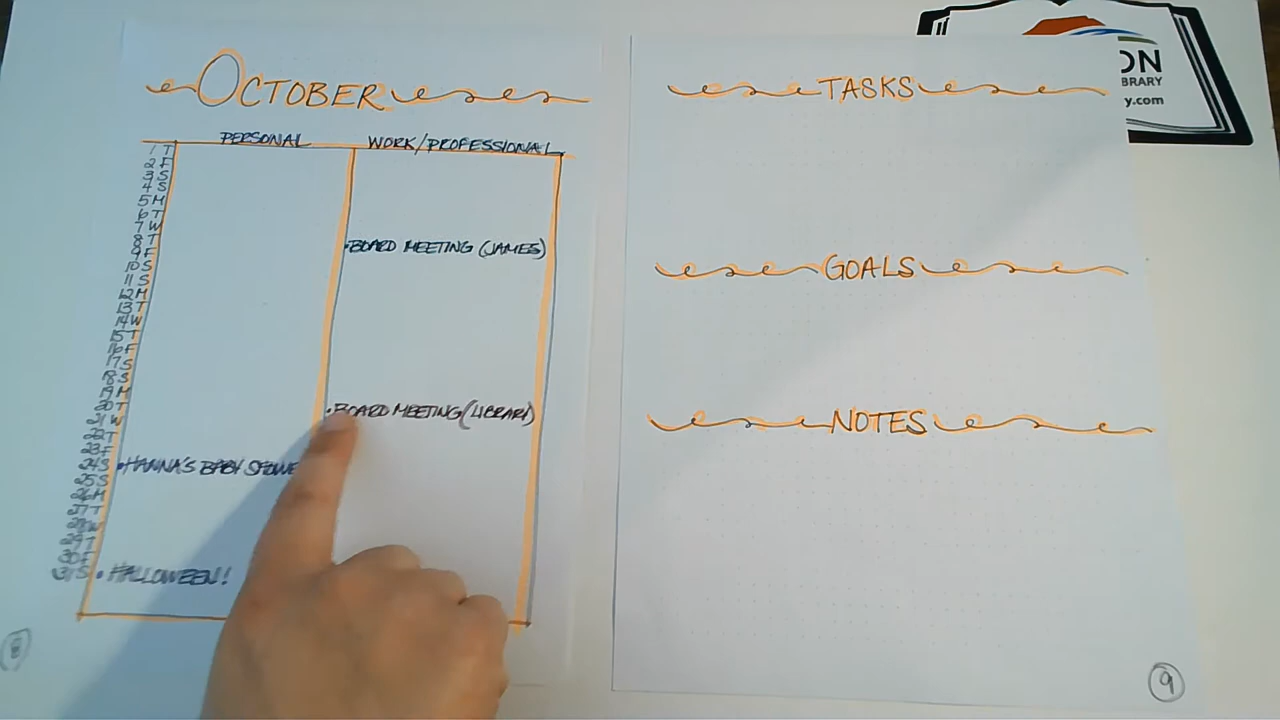 OCTOBER
PERSONAL
WORK/PROFESSIONAL
1 T
2 F
3 S
4 S
5 M
6 T
7 W
8 T
9 F
10 S
11 S
12 M
13 T
14 W
15 T
16 F
17 S
18 S
19 M
20 T
21 W
22 T
23 F
24 S
25 S
26 M
27 T
28 W
29 T
30 F
31 S
•BOARD MEETING (JAMES)
•BOARD MEETING (LIBRARY)
•HANNA'S BABY
•HALLOWEEN!
8
TASKS
GOALS
NOTES
9
ON
BRARY
y.com